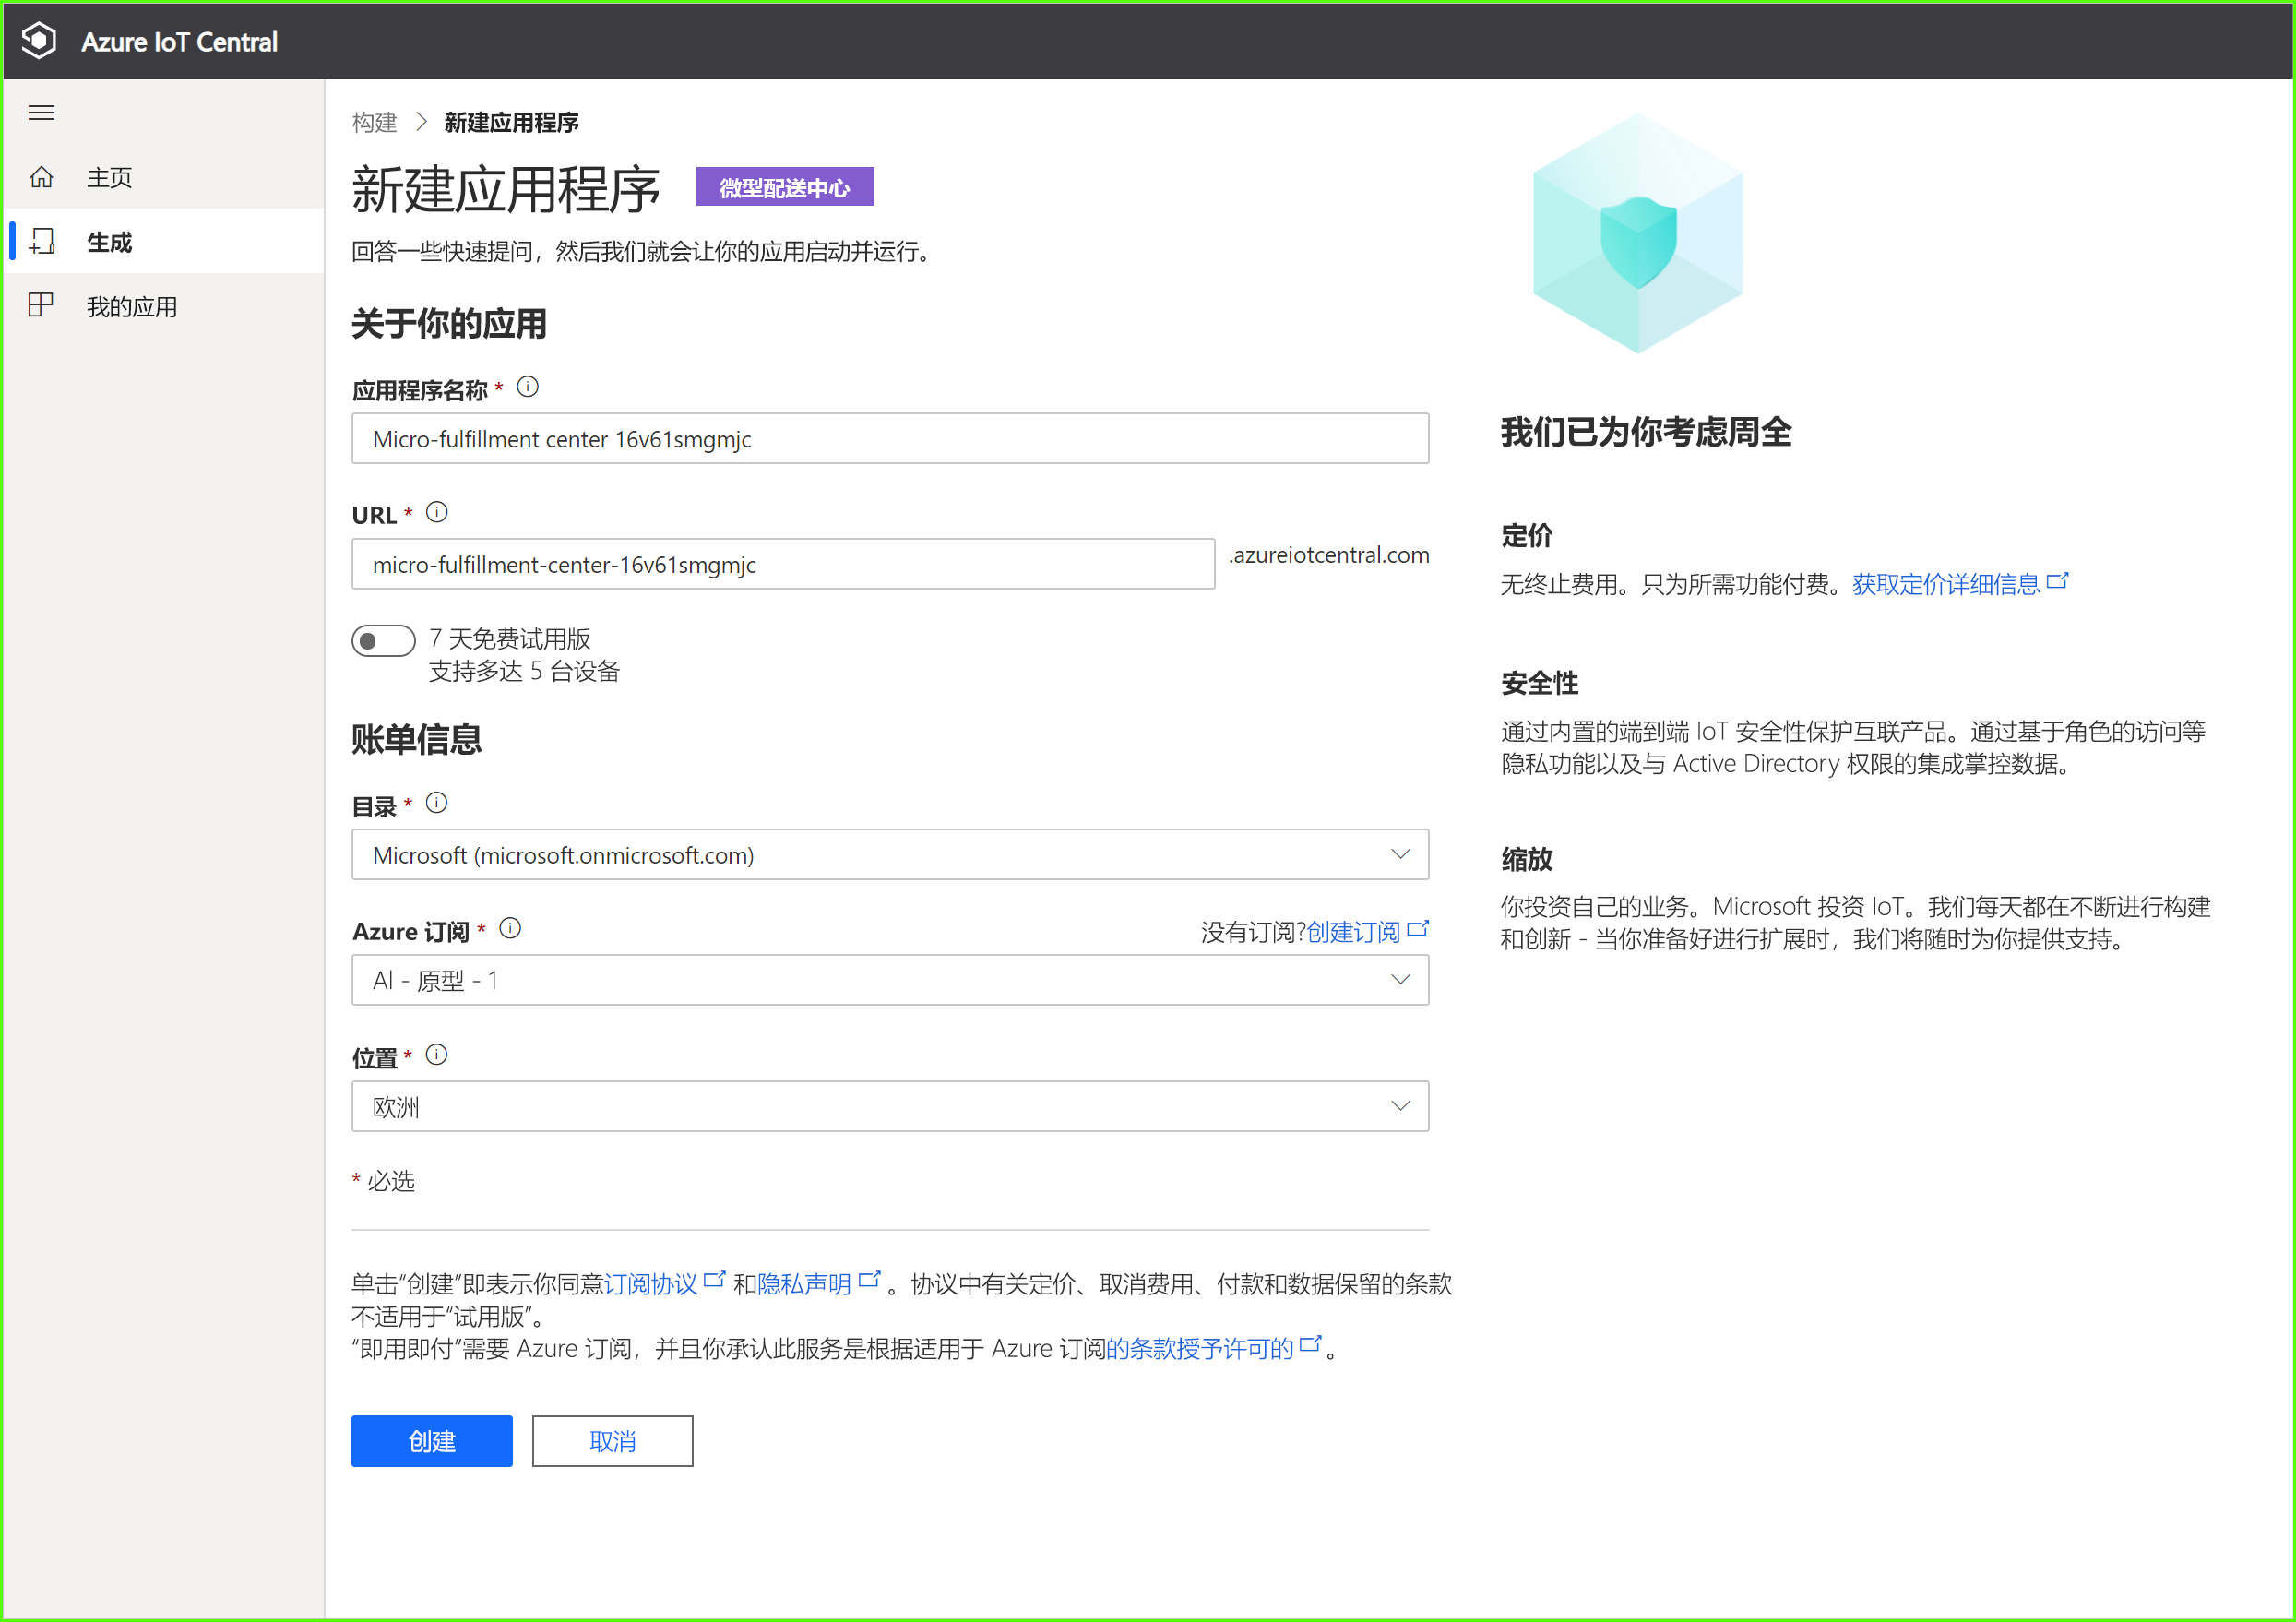 Azure IoT Central
主页
生成
我的应用
构建 > 新建应用程序
新建应用程序 微型配送中心
回答一些快速提问，然后我们就会让你的应用启动并运行。
关于你的应用
应用程序名称 *
Micro-fulfillment center 16v61smgmjc
URL *
micro-fulfillment-center-16v61smgmjc .azureiotcentral.com
7 天免费试用版
支持多达 5 台设备
账单信息
目录 *
Microsoft (microsoft.onmicrosoft.com)
Azure 订阅 * 没有订阅?创建订阅
AI - 原型 - 1
位置 *
欧洲
* 必选
单击“创建”即表示你同意订阅协议 和隐私声明 。协议中有关定价、取消费用、付款和数据保留的条款
不适用于“试用版”。
“即用即付”需要 Azure 订阅，并且你承认此服务是根据适用于 Azure 订阅的条款授予许可的 。
创建 取消
我们已为你考虑周全
定价
无终止费用。只为所需功能付费。获取定价详细信息
安全性
通过内置的端到端 IoT 安全性保护互联产品。通过基于角色的访问等
隐私功能以及与 Active Directory 权限的集成掌控数据。
缩放
你投资自己的业务。Microsoft 投资 IoT。我们每天都在不断进行构建
和创新 - 当你准备好进行扩展时，我们将随时为你提供支持。